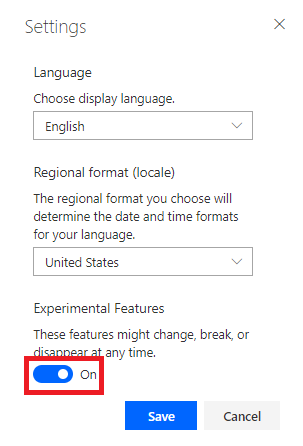 Settings
Language
Choose display language.
English
Regional format (locale)
The regional format you choose will
determine the date and time formats
for your language.
United States
Experimental Features
These features might change, break, or
disappear at any time.
On
Save Cancel